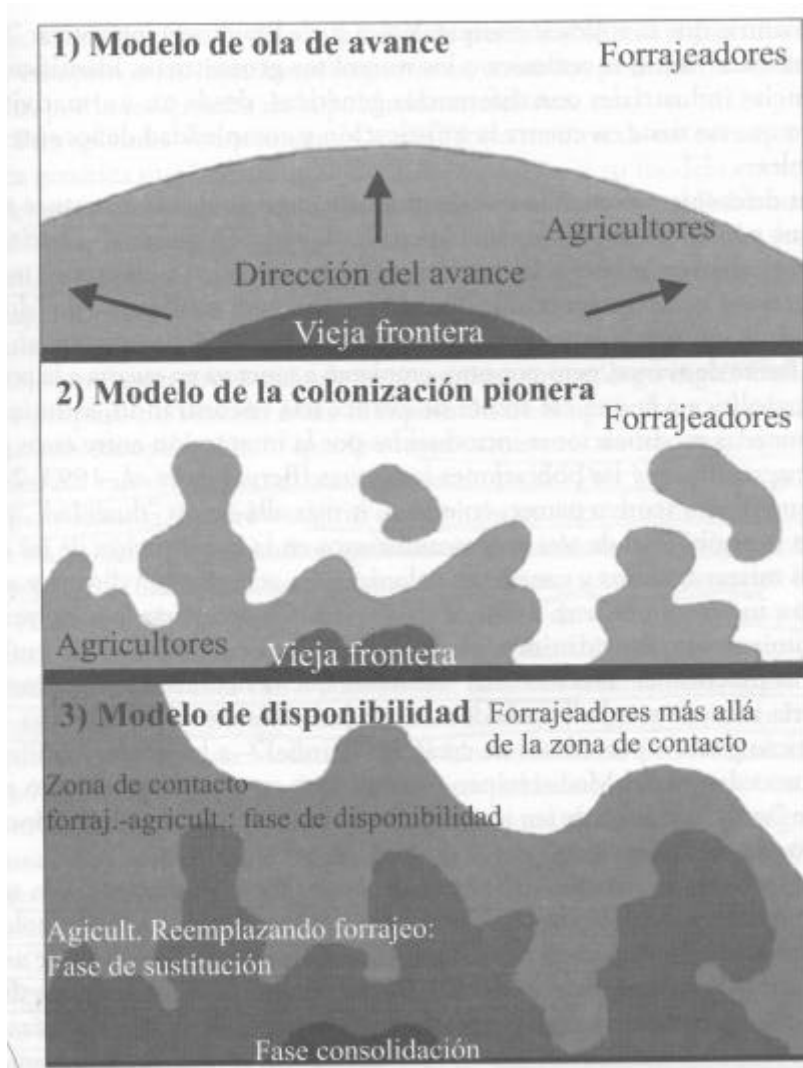 1) Modelo de ola de avance
Forrajeadores
Agricultores
Dirección del avance
Vieja frontera
2) Modelo de la colonización pionera
Forrajeadores
Agricultores
Vieja frontera
3) Modelo de disponibilidad
Forrajeadores más allá
de la zona de contacto
Zona de contacto
forraj.-agricult.: fase de disponibilidad
Agicult. Reemplazando forrajeo:
Fase de sustitución
Fase consolidación